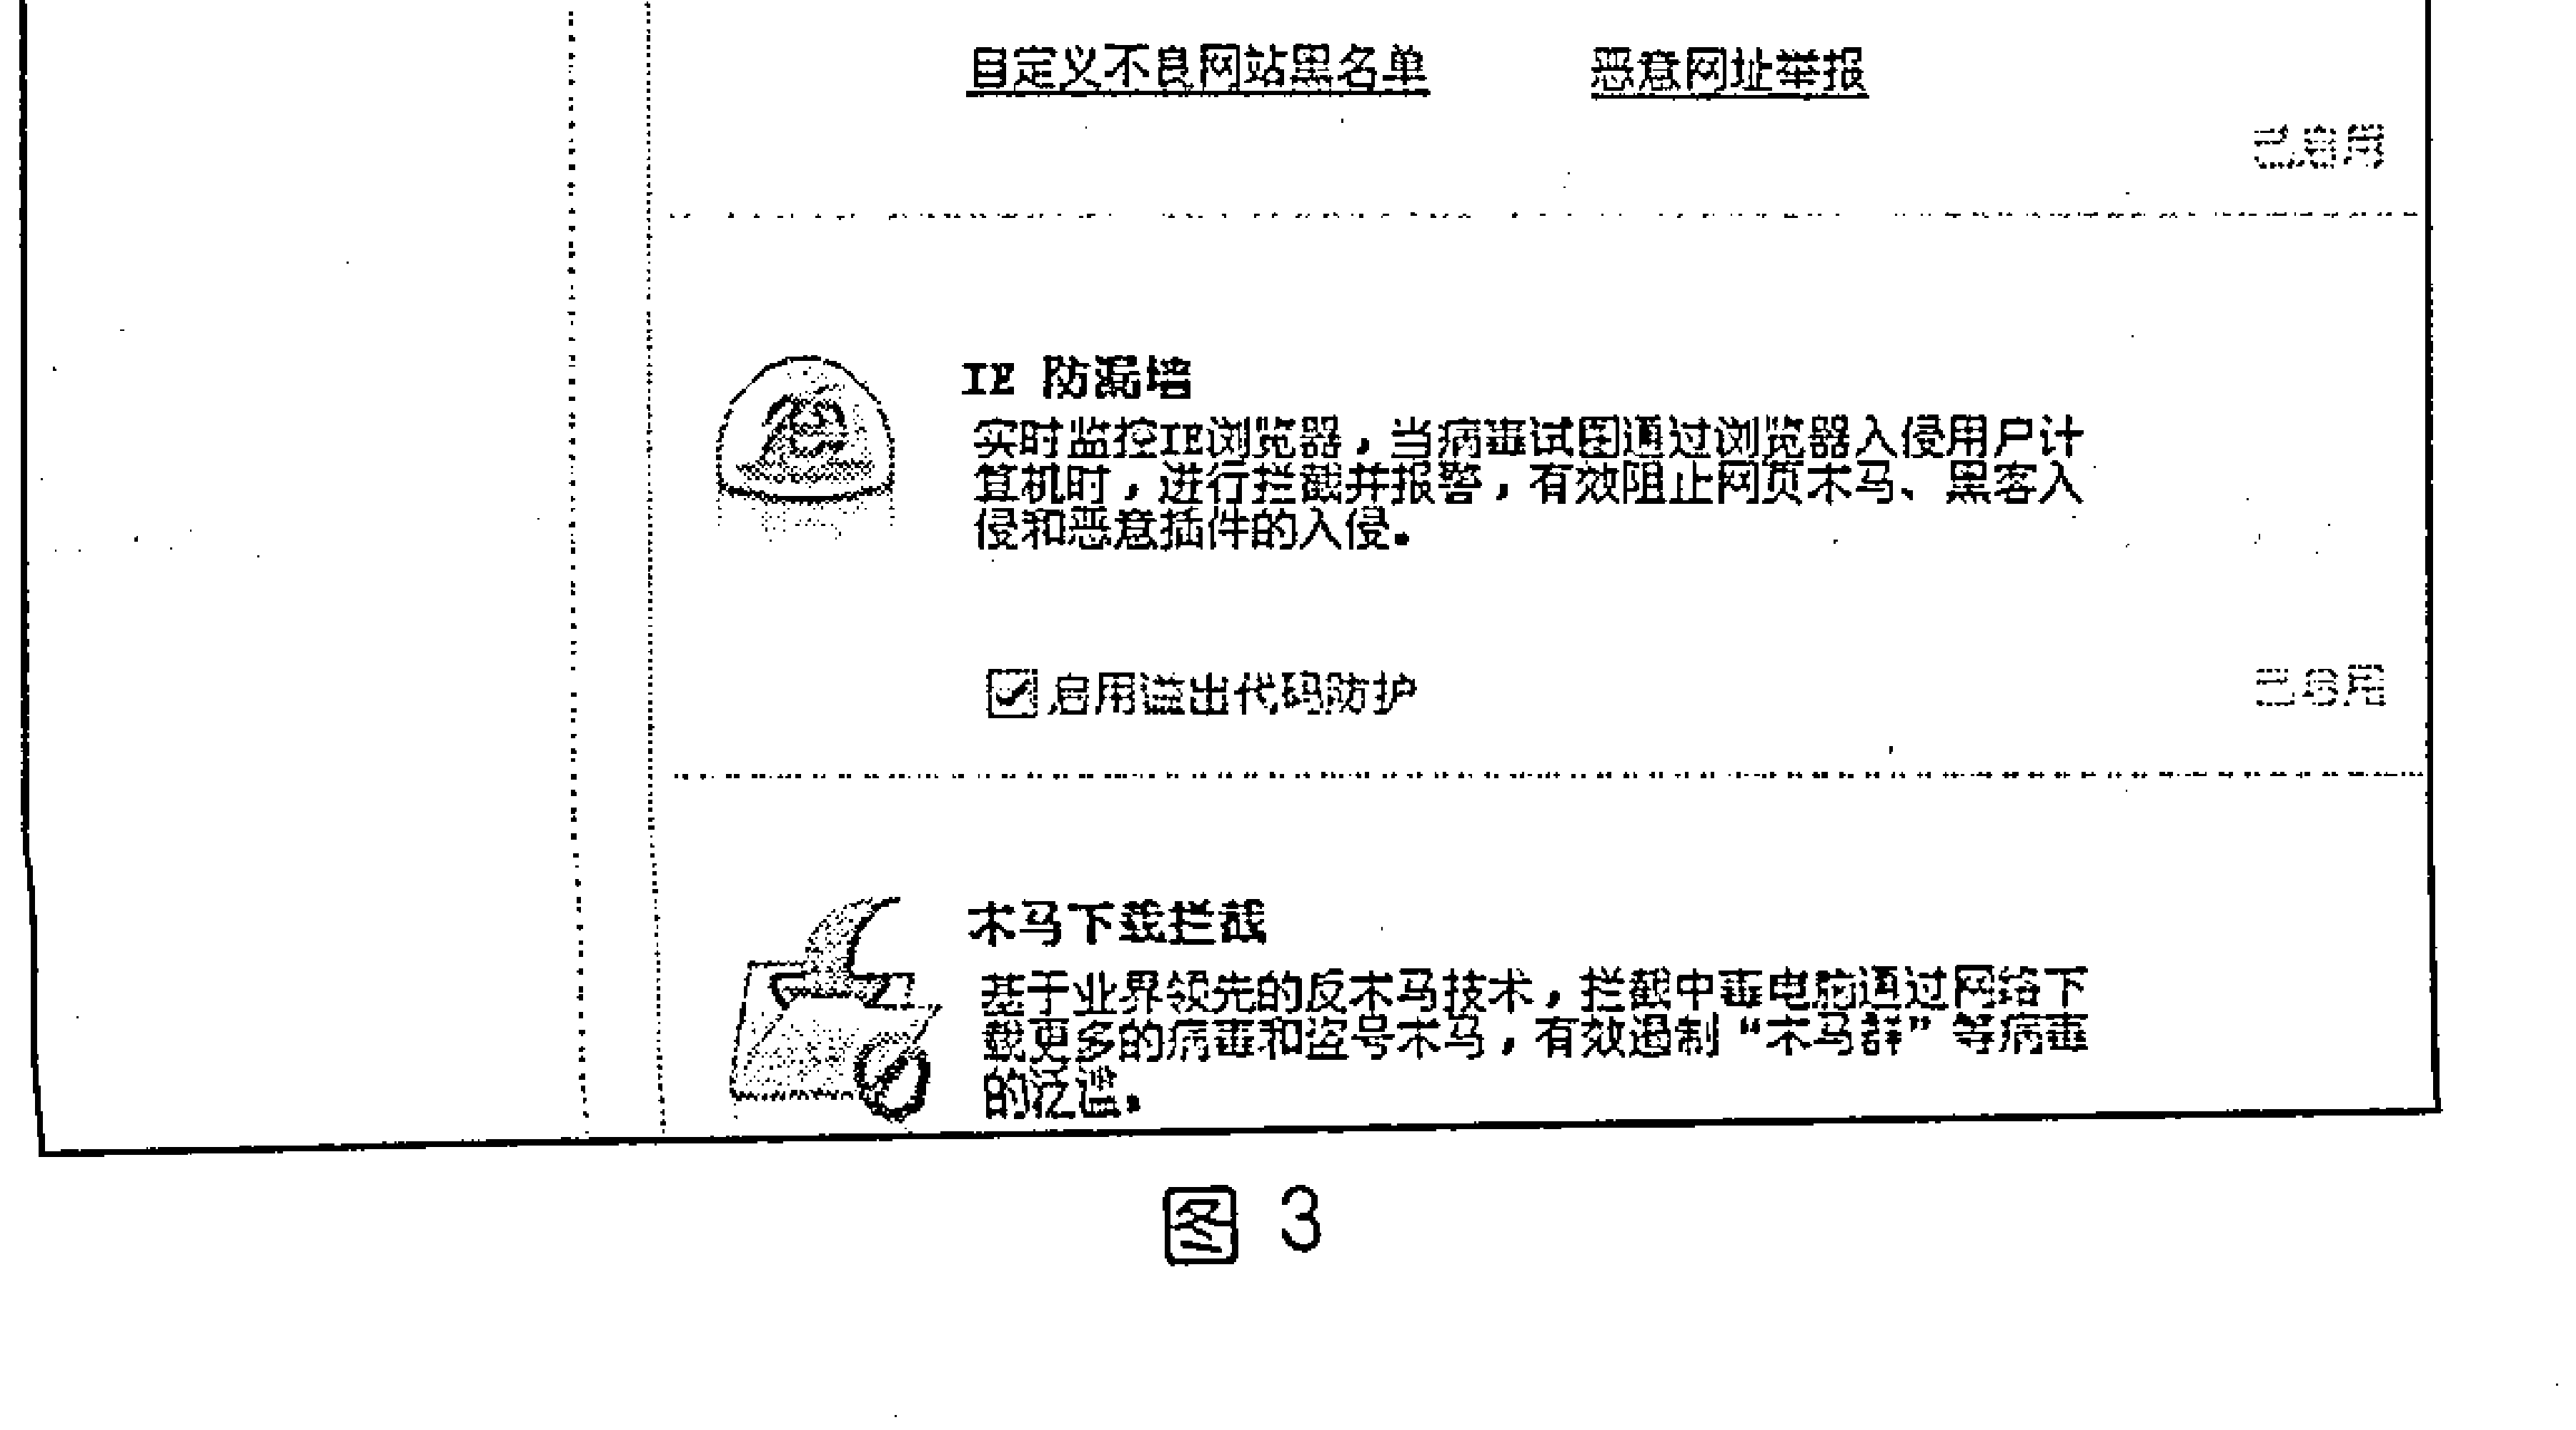 自定义不良网站黑名单 恶意网址举报
已启用
IE 防漏墙
实时监控IE浏览器，当病毒试图通过浏览器入侵用户计
算机时，进行拦截并报警，有效阻止网页木马、黑客入
侵和恶意插件的入侵。
启用溢出代码防护 已启用
木马下载拦截
基于业界领先的反木马技术，拦截中毒电脑通过网络下
载更多的病毒和盗号木马，有效遏制“木马群”等病毒
的泛滥。
图 3